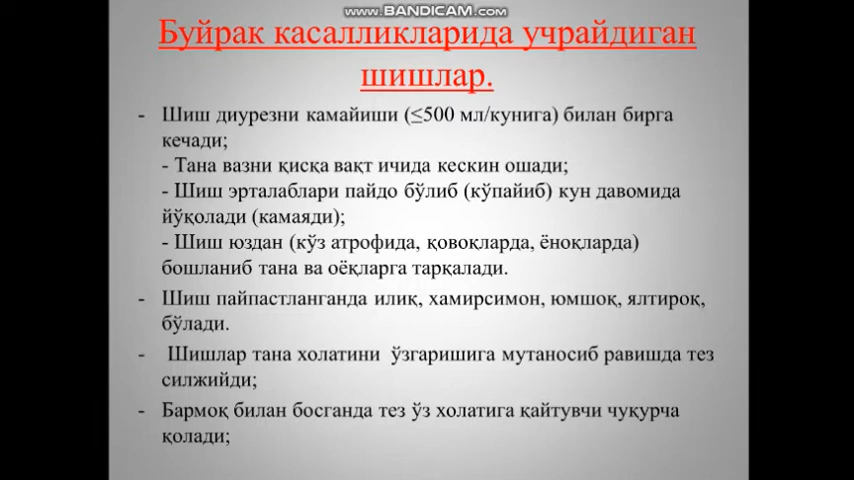 www.BANDICAM.com
Буйрак касалликларида учрайдиган
шишлар.
- Шиш диурезни камайиши (≤500 мл/кунига) билан бирга
кечади;
- Тана вазни қисқа вақт ичида кескин ошади;
- Шиш эрталаблари пайдо бўлиб (кўпайиб) кун давомида
йўқолади (камаяди);
- Шиш юздан (кўз атрофида, қовоқларда, ёноқларда)
бошланиб тана ва оёқларга тарқалади.
- Шиш пайпастланганда илиқ, хамирсимон, юмшоқ, ялтироқ,
бўлади.
- Шишлар тана холатини ўзгаришига мутаносиб равишда тез
силжийди;
- Бармоқ билан босганда тез ўз холатига қайтувчи чуқурча
қолади;